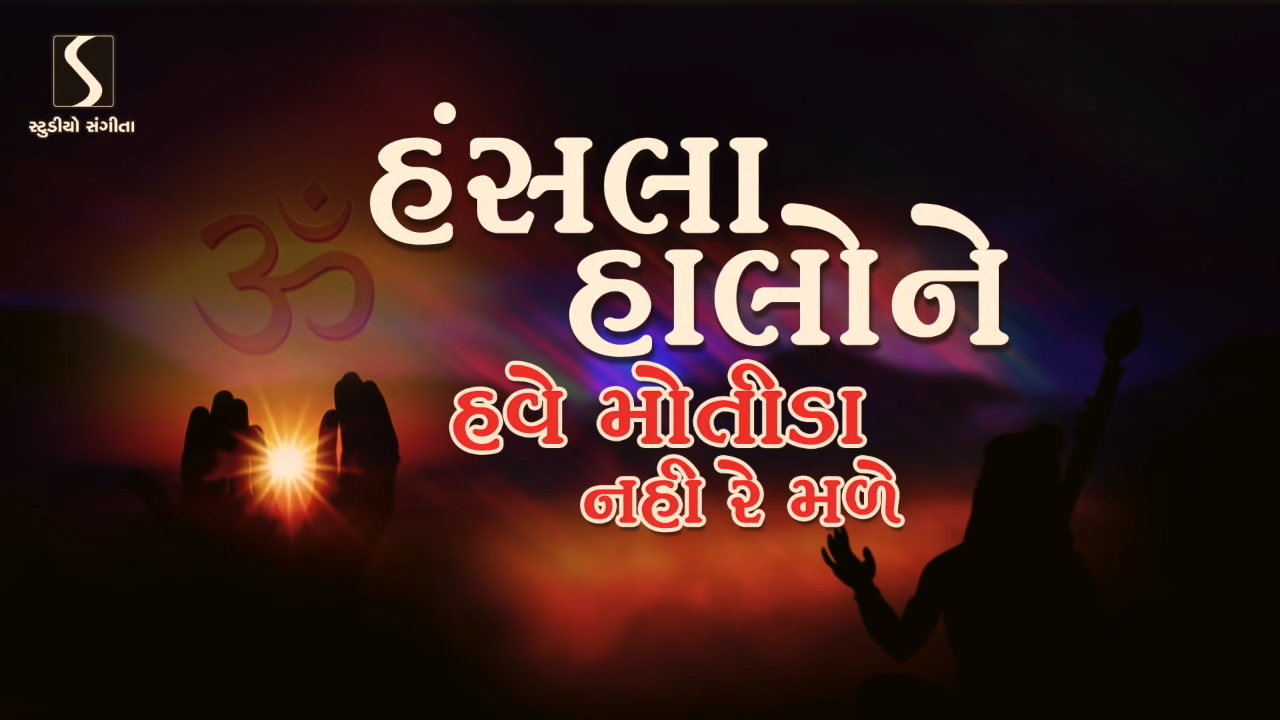 સ્ટુડીયો સંગીતા
હંસલા
હાલોને
હવે મોતીડા
નહી રે મળે
ૐ